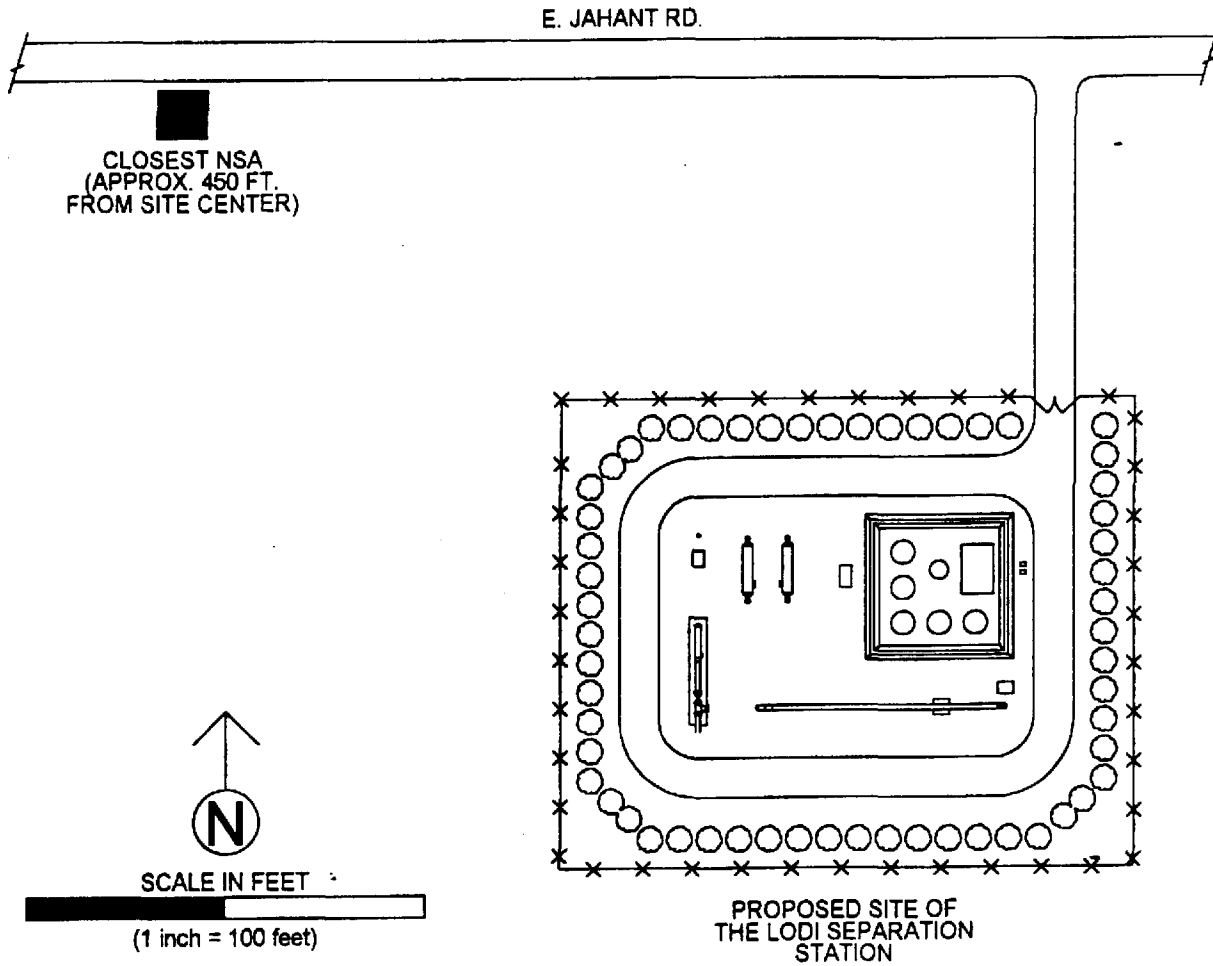 E. JAHANT RD.
CLOSEST NSA
(APPROX. 450 FT.
FROM SITE CENTER)
N
SCALE IN FEET
(1 inch = 100 feet)
PROPOSED SITE OF
THE LODI SEPARATION
STATION